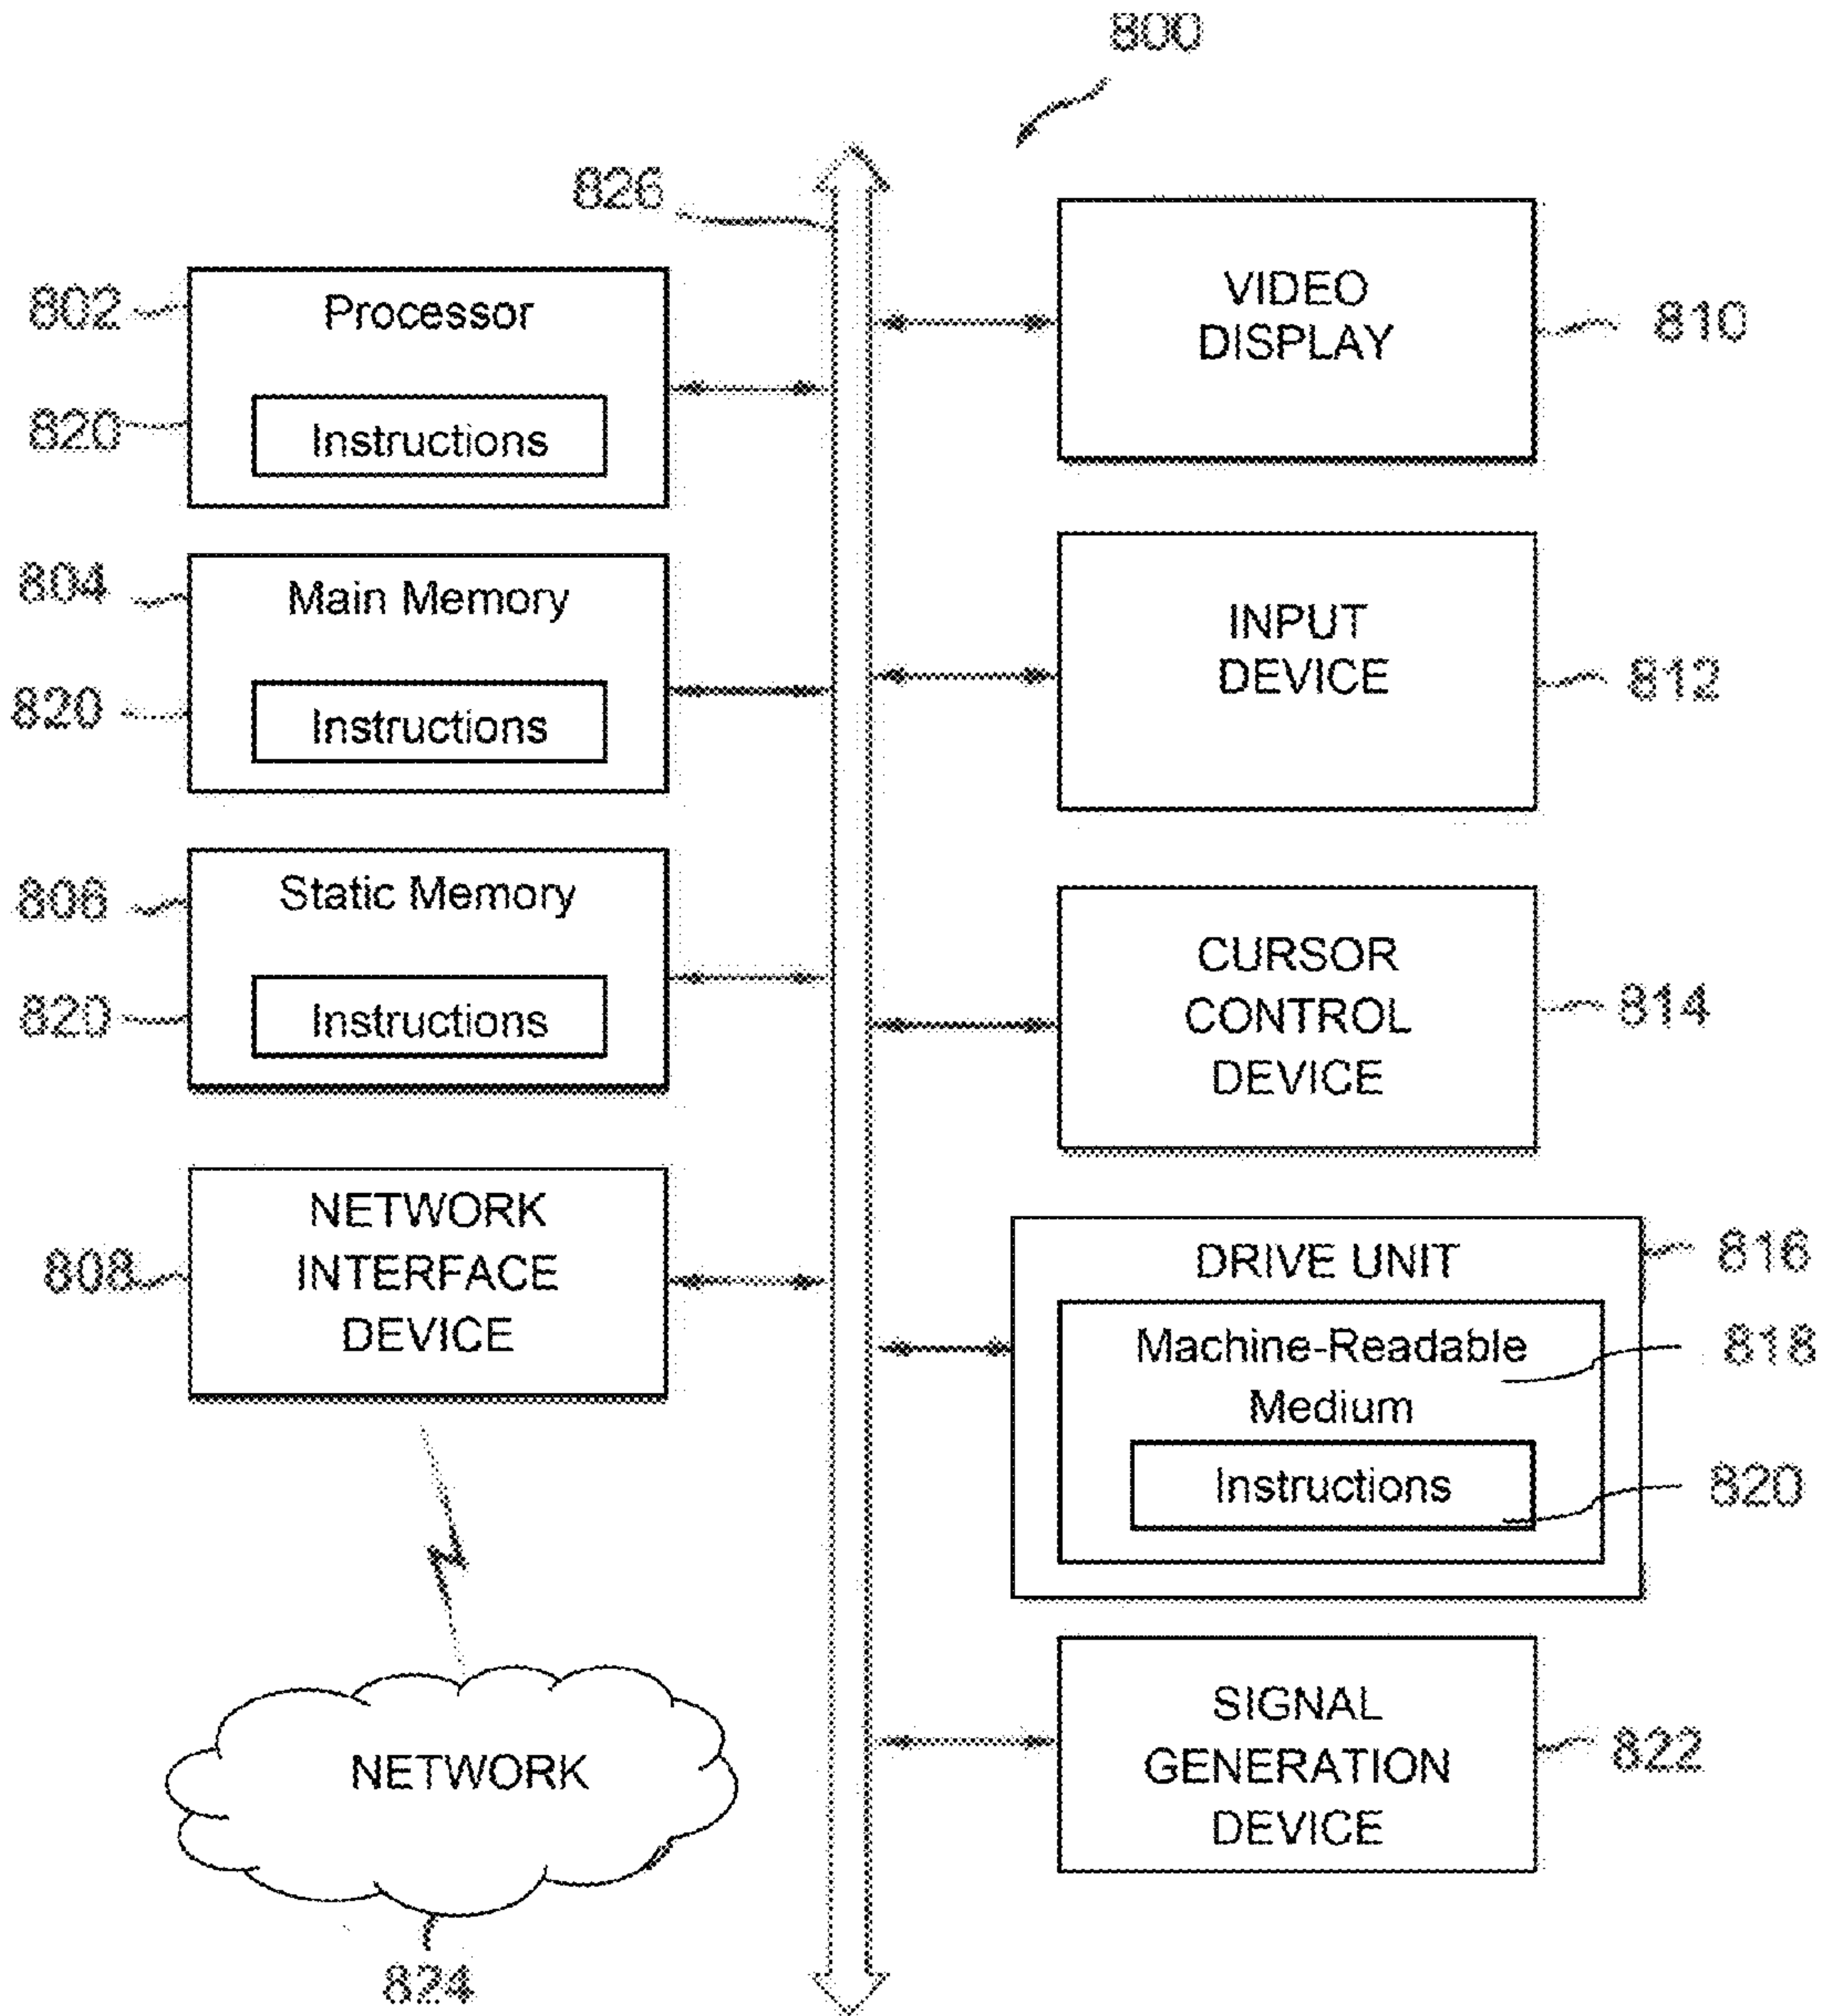 800
826
802
Processor
820
Instructions
804
Main Memory
820
Instructions
806
Static Memory
820
Instructions
808
NETWORK
INTERFACE
DEVICE
NETWORK
824
VIDEO
DISPLAY
810
INPUT
DEVICE
812
CURSOR
CONTROL
DEVICE
814
DRIVE UNIT
816
Machine-Readable
Medium
818
Instructions
820
SIGNAL
GENERATION
DEVICE
822